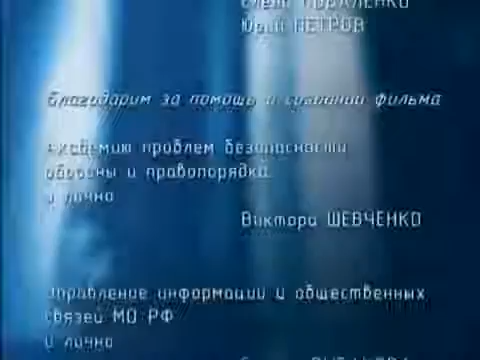 Юрий ПЕТРОВ
Благодарим за помощь в создании фильма
Академию проблем безопасности
обороны и правопорядка
и лично
Виктора ШЕВЧЕНКО
Управление информации и общественных
связей МО РФ
и лично